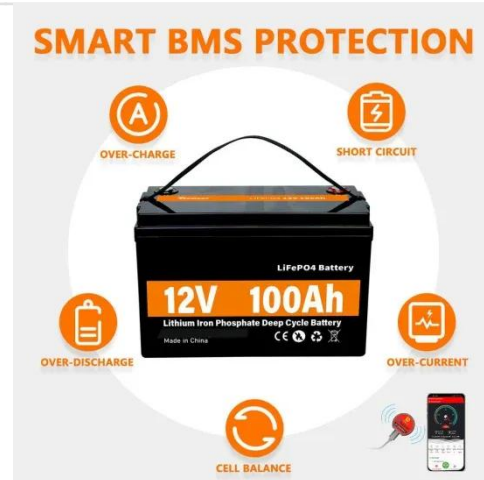 SMART BMS PROTECTION
OVER-CHARGE
SHORT CIRCUIT
LiFePO4 Battery
12V 100Ah
Lithium Iron Phosphate Deep Cycle Battery
Made in China
CE
OVER-DISCHARGE
OVER-CURRENT
CELL BALANCE